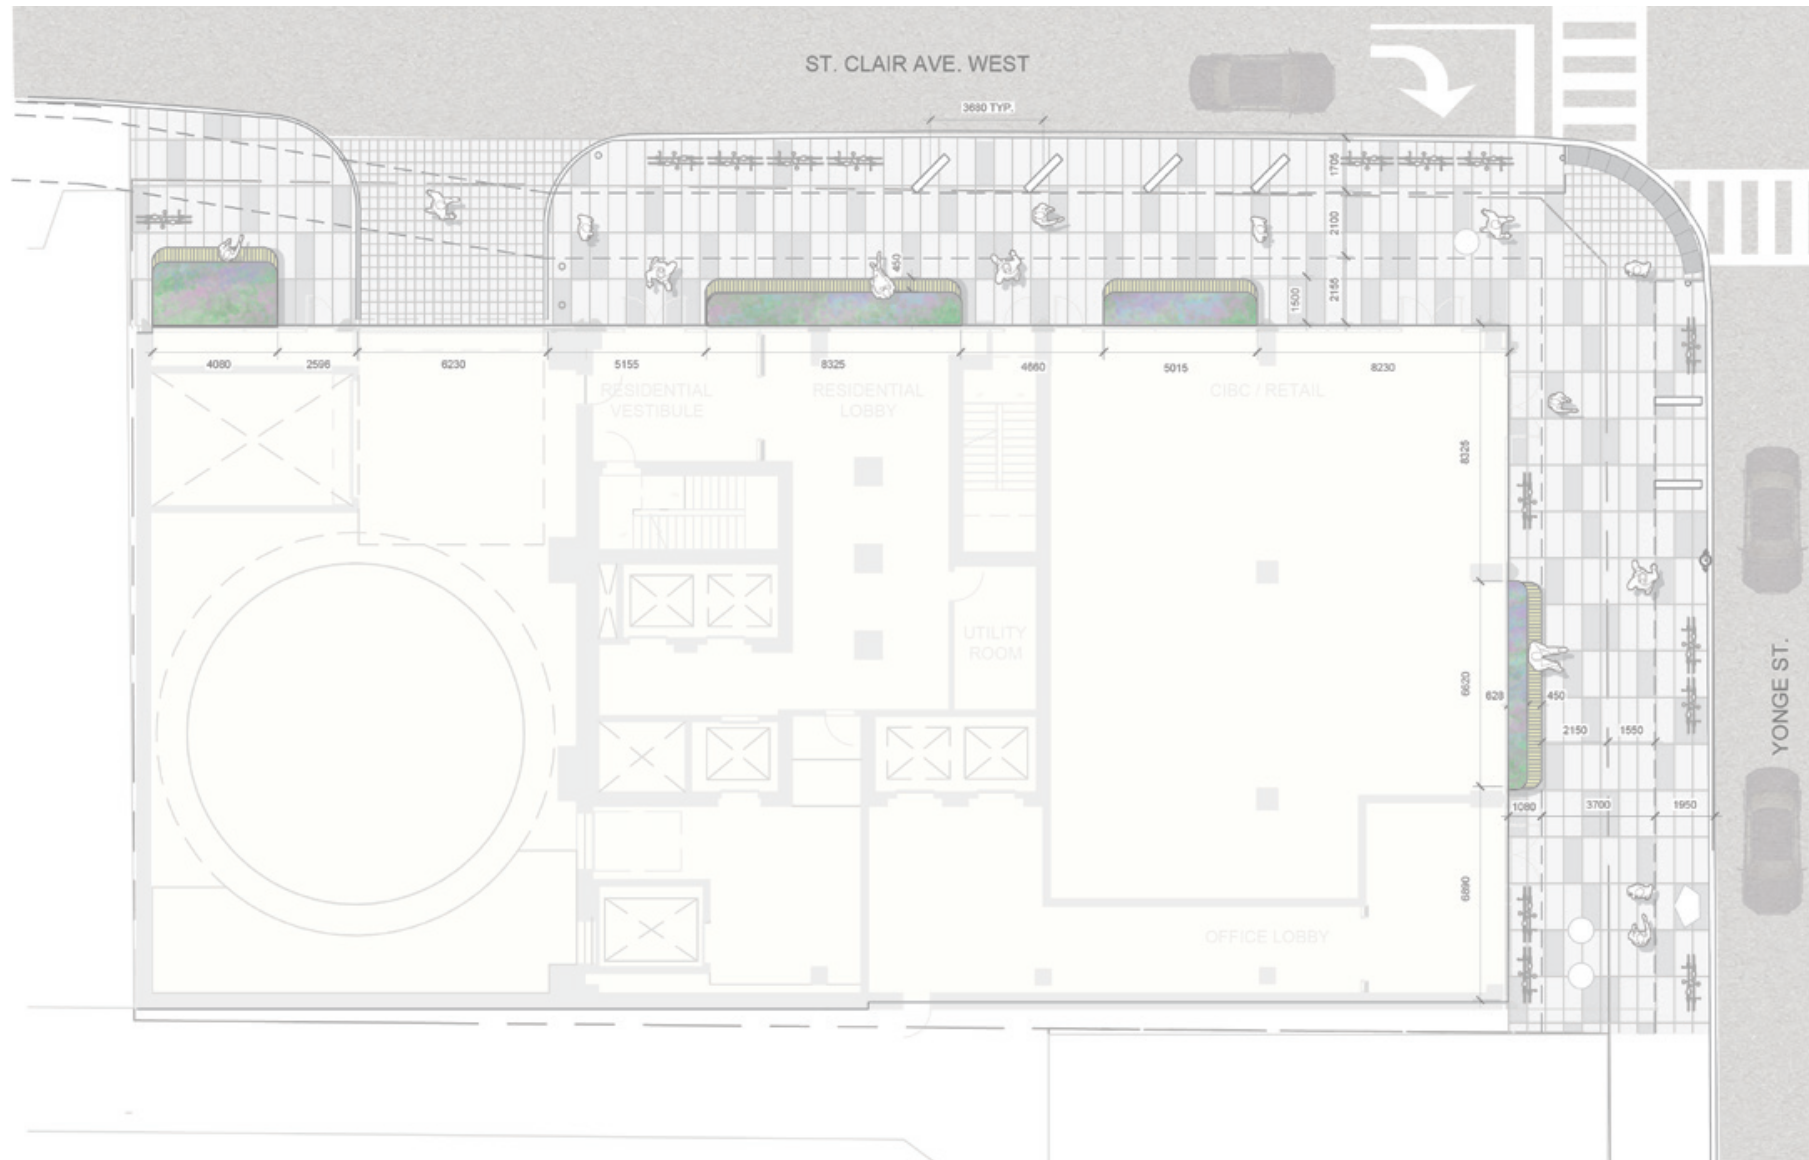 ST. CLAIR AVE. WEST
3680 TYP.
1705
2100
450
1500
2155
4080
2596
6230
5155
8325
4660
5015
8230
RESIDENTIAL
VESTIBULE
RESIDENTIAL
LOBBY
CIBC / RETAIL
8325
UTILITY
ROOM
6620
628
450
2150
1550
YONGE ST.
1080
3700
1950
6890
OFFICE LOBBY